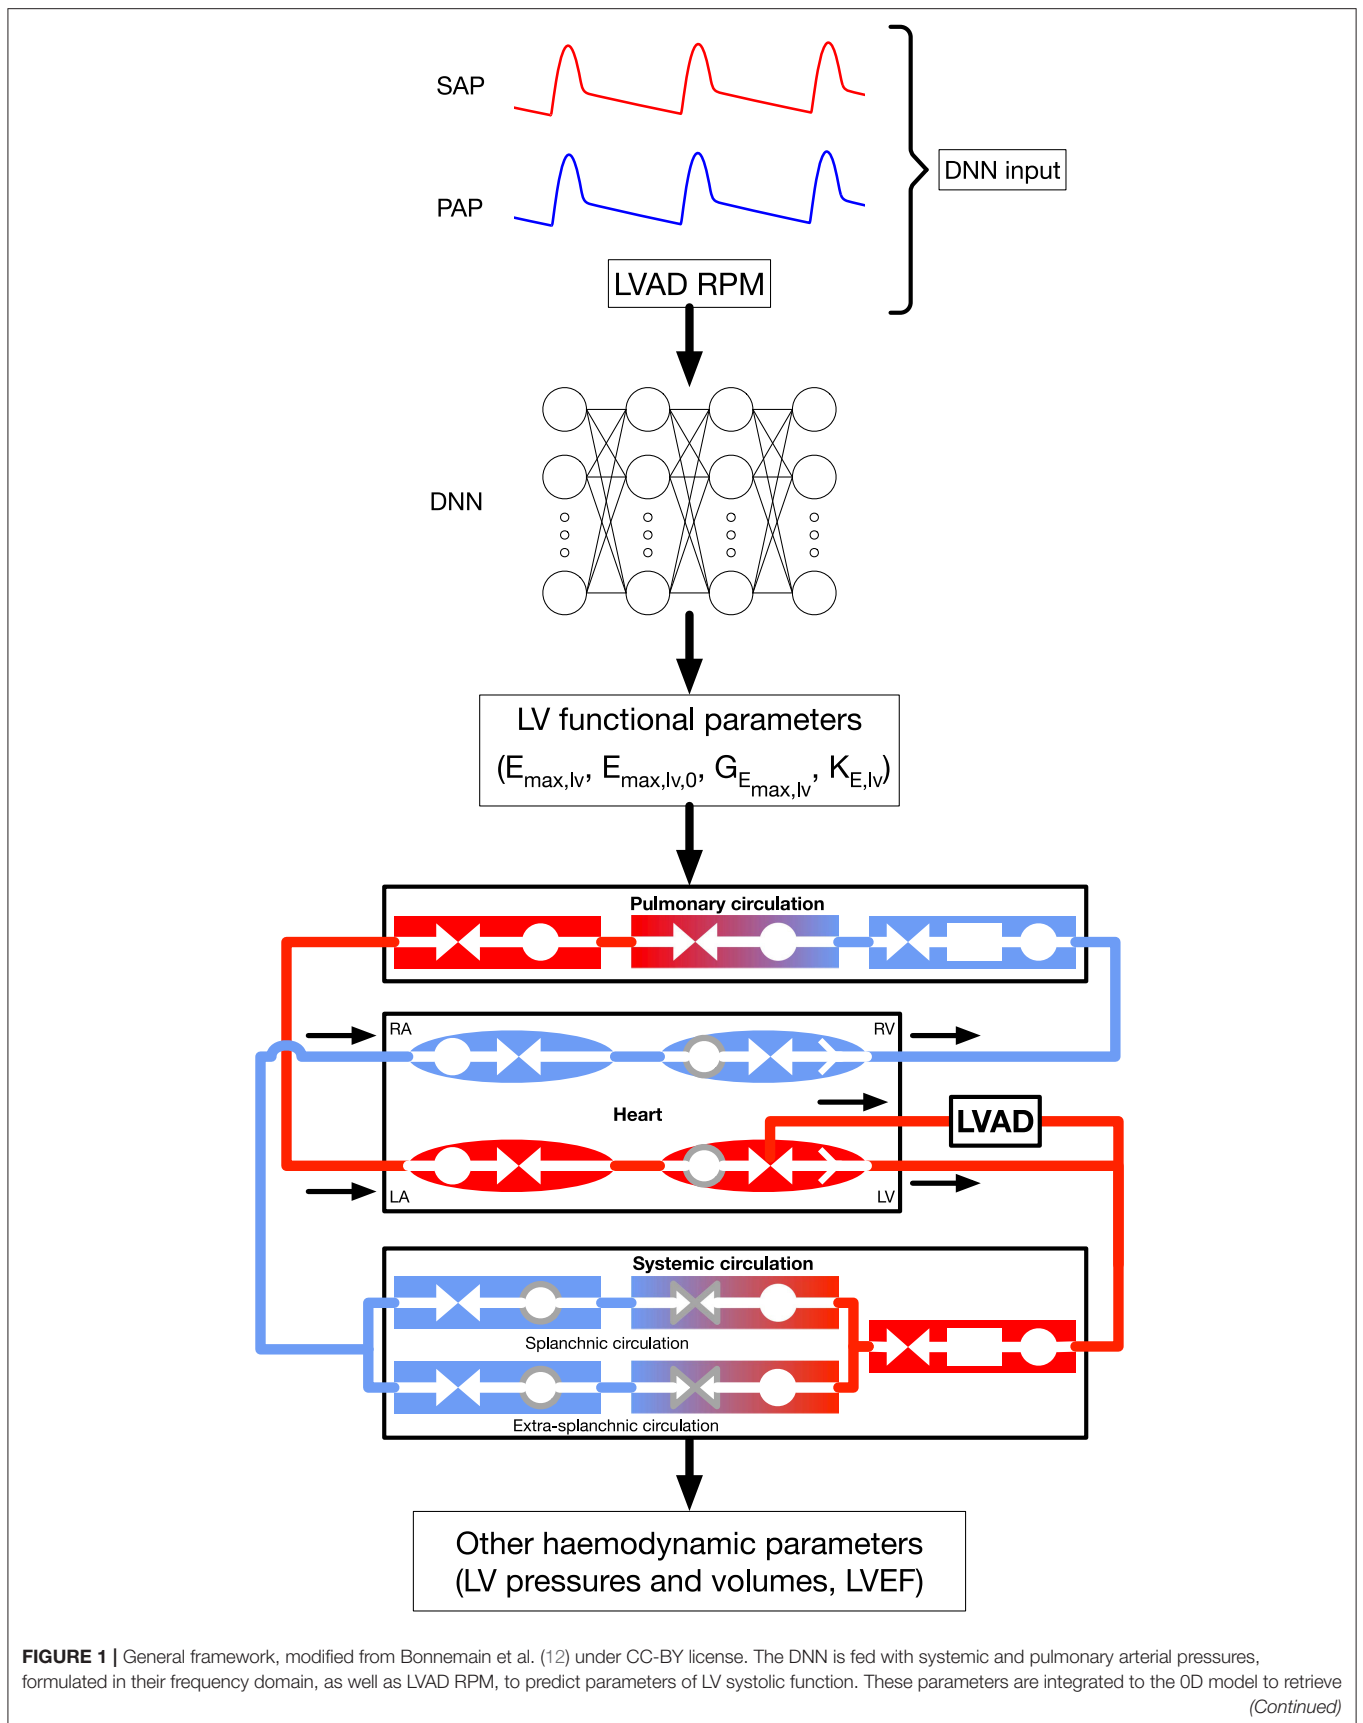 SAP
PAP
DNN input
LVAD RPM
DNN
LV functional parameters
(Emax,lv, Emax,lv,0, GEmax,lv, KE,lv)
Pulmonary circulation
RA
RV
Heart
LVAD
LA
LV
Systemic circulation
Splanchnic circulation
Extra-splanchnic circulation
Other haemodynamic parameters
(LV pressures and volumes, LVEF)
FIGURE 1 | General framework, modified from Bonnemain et al. (12) under CC-BY license. The DNN is fed with systemic and pulmonary arterial pressures,
formulated in their frequency domain, as well as LVAD RPM, to predict parameters of LV systolic function. These parameters are integrated to the 0D model to retrieve
(Continued)